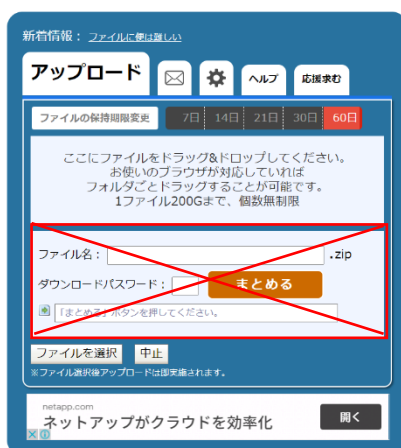 新着情報： ファイルに便は難しい
アップロード ヘルプ 応援求む
ファイルの保持期限変更 7日 14日 21日 30日 60日
ここにファイルをドラッグ&ドロップしてください。
お使いのブラウザが対応していれば
フォルダごとドラッグすることが可能です。
1ファイル200Gまで、個数無制限
ファイル名： .zip
ダウンロードパスワード： まとめる
「まとめる」ボタンを押してください。
ファイルを選択 中止
※ファイル選択後アップロードは即実施されます。
netapp.com
ネットアップがクラウドを効率化 開く